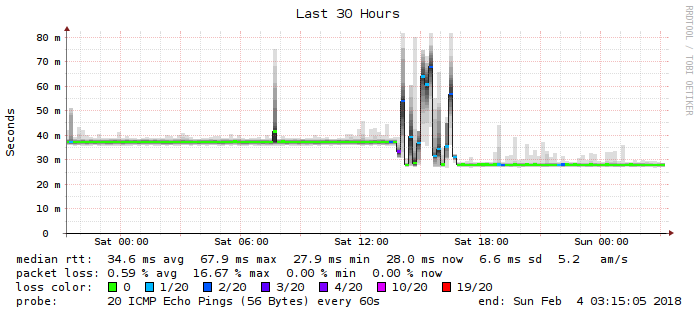 Last 30 Hours
RRDTOOL / TOBI OETIKER
Seconds
80 m
70 m
60 m
50 m
40 m
30 m
20 m
10 m
0
Sat 00:00 Sat 06:00 Sat 12:00 Sat 18:00 Sun 00:00
median rtt: 34.6 ms avg 67.9 ms max 27.9 ms min 28.0 ms now 6.6 ms sd 5.2 am/s
packet loss: 0.59 % avg 16.67 % max 0.00 % min 0.00 % now
loss color: 0 1/20 2/20 3/20 4/20 10/20 19/20
probe: 20 ICMP Echo Pings (56 Bytes) every 60s end: Sun Feb 4 03:15:05 2018